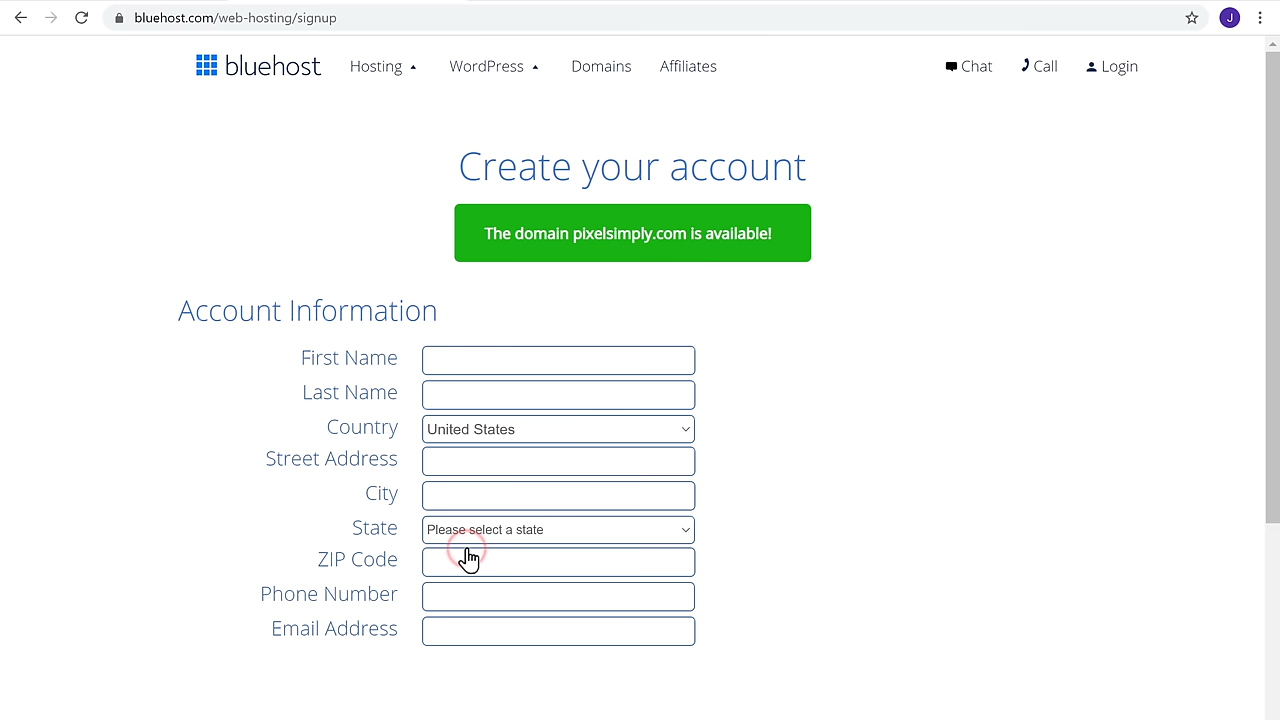 bluehost.com/web-hosting/signup
J
bluehost Hosting WordPress Domains Affiliates Chat Call Login
Create your account
The domain pixelsimply.com is available!
Account Information
First Name
Last Name
Country United States
Street Address
City
State Please select a state
ZIP Code
Phone Number
Email Address